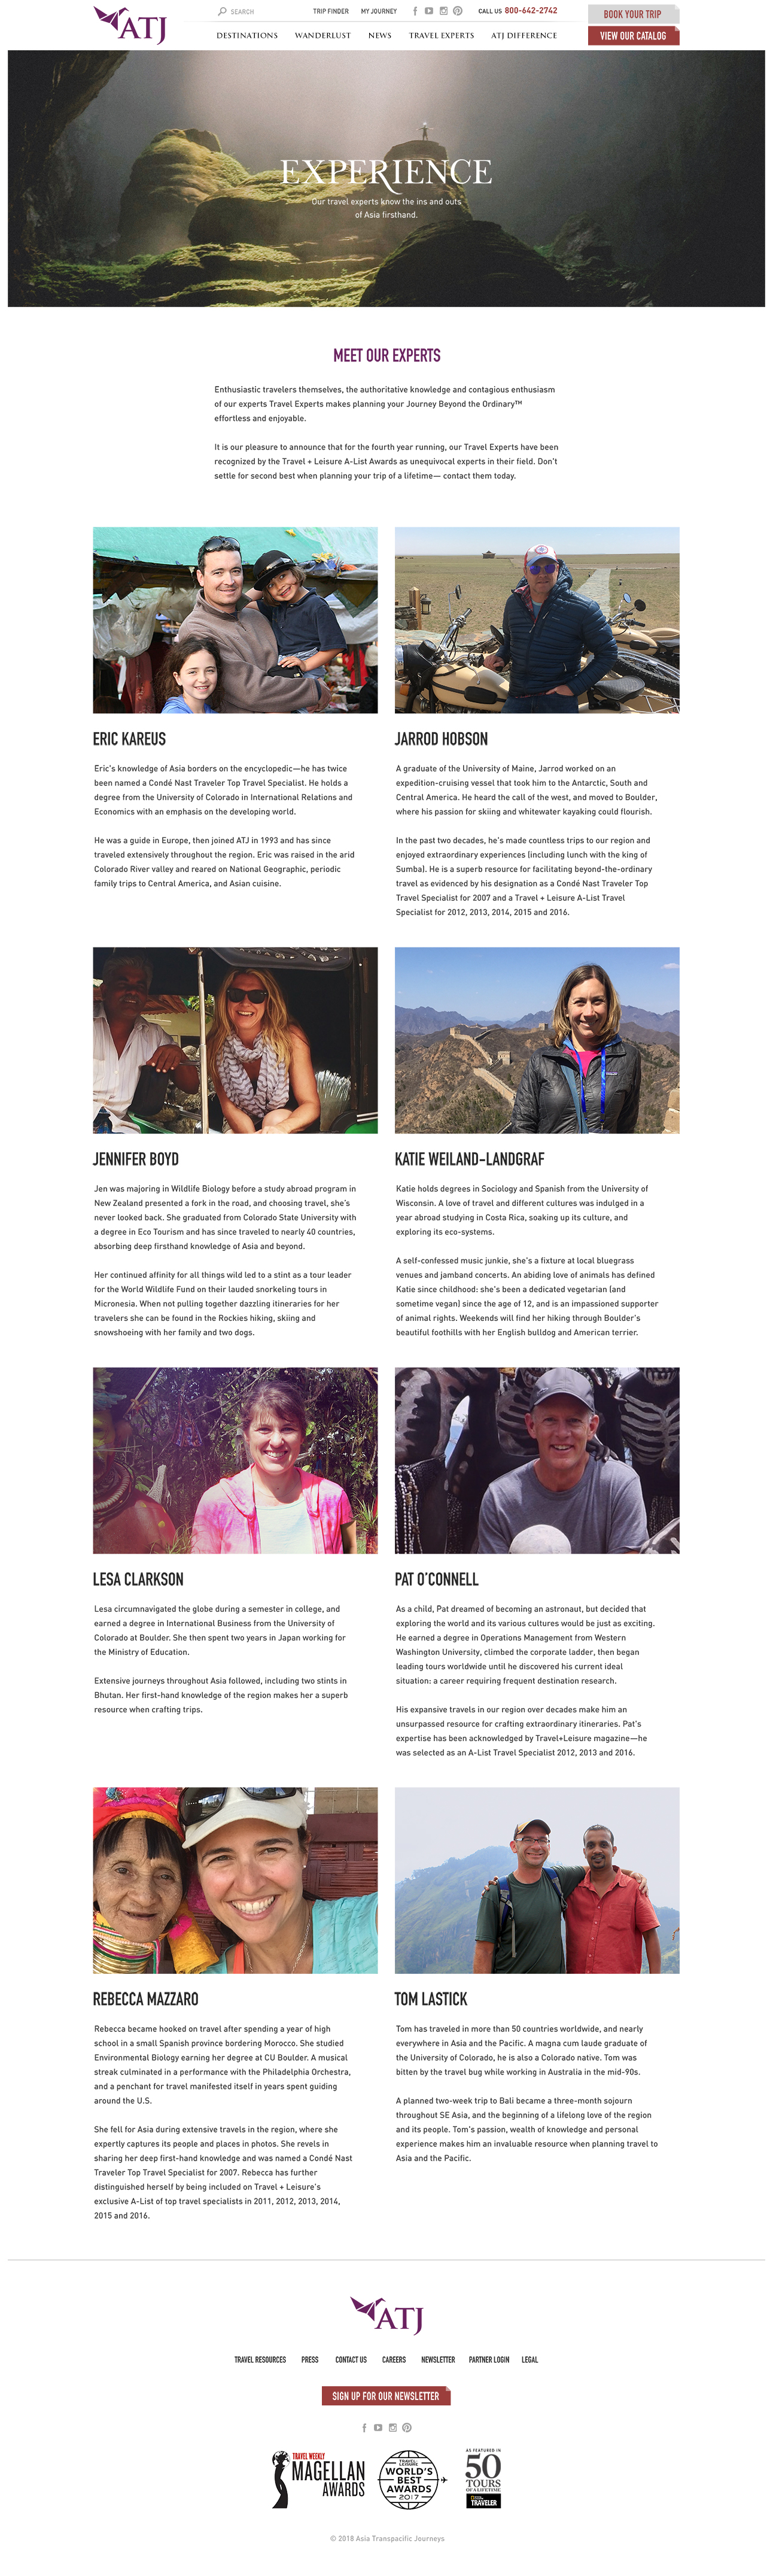 ATJ
SEARCH
TRIP FINDER
MY JOURNEY
CALL US 800-642-2742
BOOK YOUR TRIP
DESTINATIONS
WANDERLUST
NEWS
TRAVEL EXPERTS
ATJ DIFFERENCE
VIEW OUR CATALOG
EXPERIENCE
Our travel experts know the ins and outs
of Asia firsthand.
MEET OUR EXPERTS
Enthusiastic travelers themselves, the authoritative knowledge and contagious enthusiasm
of our experts Travel Experts makes planning your Journey Beyond the Ordinary™
effortless and enjoyable.
It is our pleasure to announce that for the fourth year running, our Travel Experts have been
recognized by the Travel + Leisure A-List Awards as unequivocal experts in their field. Don't
settle for second best when planning your trip of a lifetime— contact them today.
ERIC KAREUS
Eric's knowledge of Asia borders on the encyclopedic—he has twice
been named a Condé Nast Traveler Top Travel Specialist. He holds a
degree from the University of Colorado in International Relations and
Economics with an emphasis on the developing world.
He was a guide in Europe, then joined ATJ in 1993 and has since
traveled extensively throughout the region. Eric was raised in the arid
Colorado River valley and reared on National Geographic, periodic
family trips to Central America, and Asian cuisine.
JARROD HOBSON
A graduate of the University of Maine, Jarrod worked on an
expedition-cruising vessel that took him to the Antarctic, South and
Central America. He heard the call of the west, and moved to Boulder,
where his passion for skiing and whitewater kayaking could flourish.
In the past two decades, he's made countless trips to our region and
enjoyed extraordinary experiences (including lunch with the king of
Sumba). He is a superb resource for facilitating beyond-the-ordinary
travel as evidenced by his designation as a Condé Nast Traveler Top
Travel Specialist for 2007 and a Travel + Leisure A-List Travel
Specialist for 2012, 2013, 2014, 2015 and 2016.
JENNIFER BOYD
Jen was majoring in Wildlife Biology before a study abroad program in
New Zealand presented a fork in the road, and choosing travel, she's
never looked back. She graduated from Colorado State University with
a degree in Eco Tourism and has since traveled to nearly 40 countries,
absorbing deep firsthand knowledge of Asia and beyond.
Her continued affinity for all things wild led to a stint as a tour leader
for the World Wildlife Fund on their lauded snorkeling tours in
Micronesia. When not pulling together dazzling itineraries for her
travelers she can be found in the Rockies hiking, skiing and
snowshoeing with her family and two dogs.
KATIE WEILAND-LANDGRAF
Katie holds degrees in Sociology and Spanish from the University of
Wisconsin. A love of travel and different cultures was indulged in a
year abroad studying in Costa Rica, soaking up its culture, and
exploring its eco-systems.
A self-confessed music junkie, she's a fixture at local bluegrass
venues and jamband concerts. An abiding love of animals has defined
Katie since childhood: she's been a dedicated vegetarian (and
sometime vegan) since the age of 12, and is an impassioned supporter
of animal rights. Weekends will find her hiking through Boulder's
beautiful foothills with her English bulldog and American terrier.
LESA CLARKSON
Lesa circumnavigated the globe during a semester in college, and
earned a degree in International Business from the University of
Colorado at Boulder. She then spent two years in Japan working for
the Ministry of Education.
Extensive journeys throughout Asia followed, including two stints in
Bhutan. Her first-hand knowledge of the region makes her a superb
resource when crafting trips.
PAT O'CONNELL
As a child, Pat dreamed of becoming an astronaut, but decided that
exploring the world and its various cultures would be just as exciting.
He earned a degree in Operations Management from Western
Washington University, climbed the corporate ladder, then began
leading tours worldwide until he discovered his current ideal
situation: a career requiring frequent destination research.
His expansive travels in our region over decades make him an
unsurpassed resource for crafting extraordinary itineraries. Pat's
expertise has been acknowledged by Travel+Leisure magazine—he
was selected as an A-List Travel Specialist 2012, 2013 and 2016.
REBECCA MAZZARO
Rebecca became hooked on travel after spending a year of high
school in a small Spanish province bordering Morocco. She studied
Environmental Biology earning her degree at CU Boulder. A musical
streak culminated in a performance with the Philadelphia Orchestra,
and a penchant for travel manifested itself in years spent guiding
around the U.S.
She fell for Asia during extensive travels in the region, where she
expertly captures its people and places in photos. She revels in
sharing her deep first-hand knowledge and was named a Condé Nast
Traveler Top Travel Specialist for 2007. Rebecca has further
distinguished herself by being included on Travel + Leisure's
exclusive A-List of top travel specialists in 2011, 2012, 2013, 2014,
2015 and 2016.
TOM LASTICK
Tom has traveled in more than 50 countries worldwide, and nearly
everywhere in Asia and the Pacific. A magna cum laude graduate of
the University of Colorado, he is also a Colorado native. Tom was
bitten by the travel bug while working in Australia in the mid-90s.
A planned two-week trip to Bali became a three-month sojourn
throughout SE Asia, and the beginning of a lifelong love of the region
and its people. Tom's passion, wealth of knowledge and personal
experience makes him an invaluable resource when planning travel to
Asia and the Pacific.
ATJ
TRAVEL RESOURCES
PRESS
CONTACT US
CAREERS
NEWSLETTER
PARTNER LOGIN
LEGAL
SIGN UP FOR OUR NEWSLETTER
TRAVEL WEEKLY
MAGELLAN
AWARDS
TRAVEL+
LEISURE
WORLD'S
BEST
AWARDS
2017
AS FEATURED IN
50
TOURS
OF A LIFETIME
TRAVELER
© 2018 Asia Transpacific Journeys